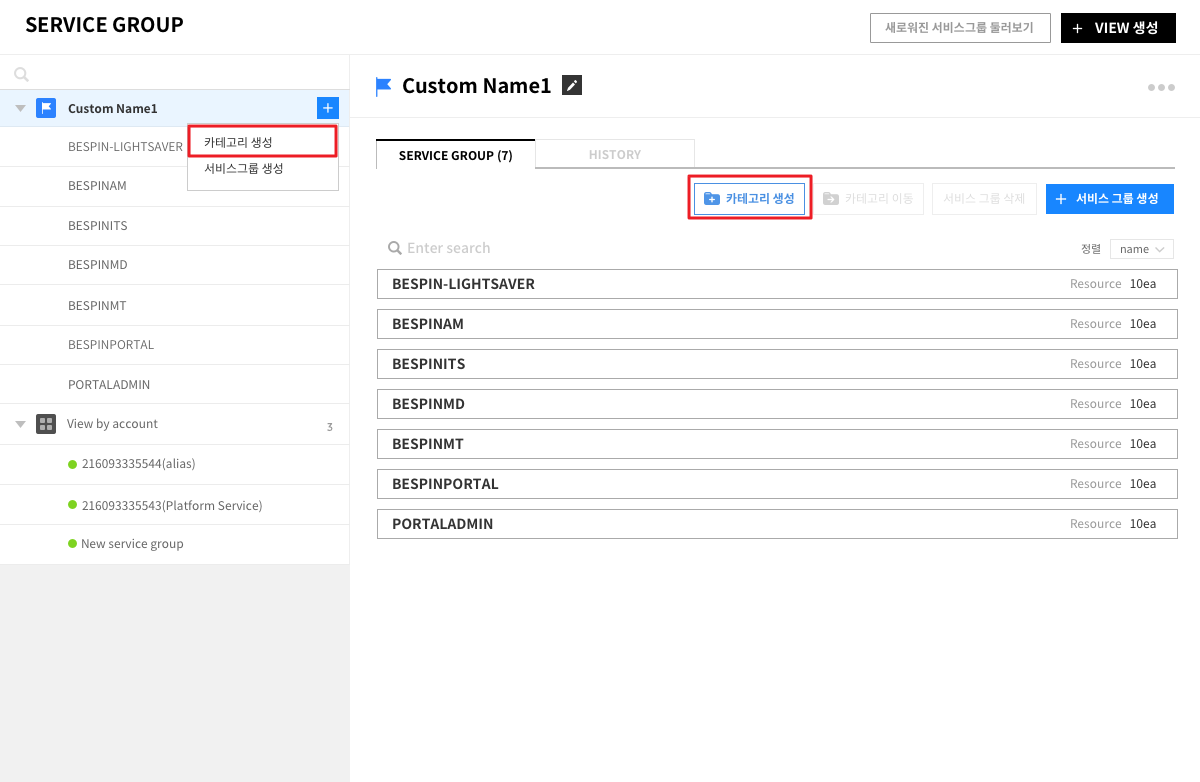 SERVICE GROUP
새로워진 서비스그룹 둘러보기
+ VIEW 생성
Custom Name1
카테고리 생성
서비스그룹 생성
BESPIN-LIGHTSAVER
BESPINAM
BESPINITS
BESPINMD
BESPINMT
BESPINPORTAL
PORTALADMIN
View by account
3
216093335544(alias)
216093335543(Platform Service)
New service group
Custom Name1
SERVICE GROUP (7)
HISTORY
카테고리 생성
카테고리 이동
서비스 그룹 삭제
+ 서비스 그룹 생성
Enter search
정렬
name
BESPIN-LIGHTSAVER Resource 10ea
BESPINAM Resource 10ea
BESPINITS Resource 10ea
BESPINMD Resource 10ea
BESPINMT Resource 10ea
BESPINPORTAL Resource 10ea
PORTALADMIN Resource 10ea